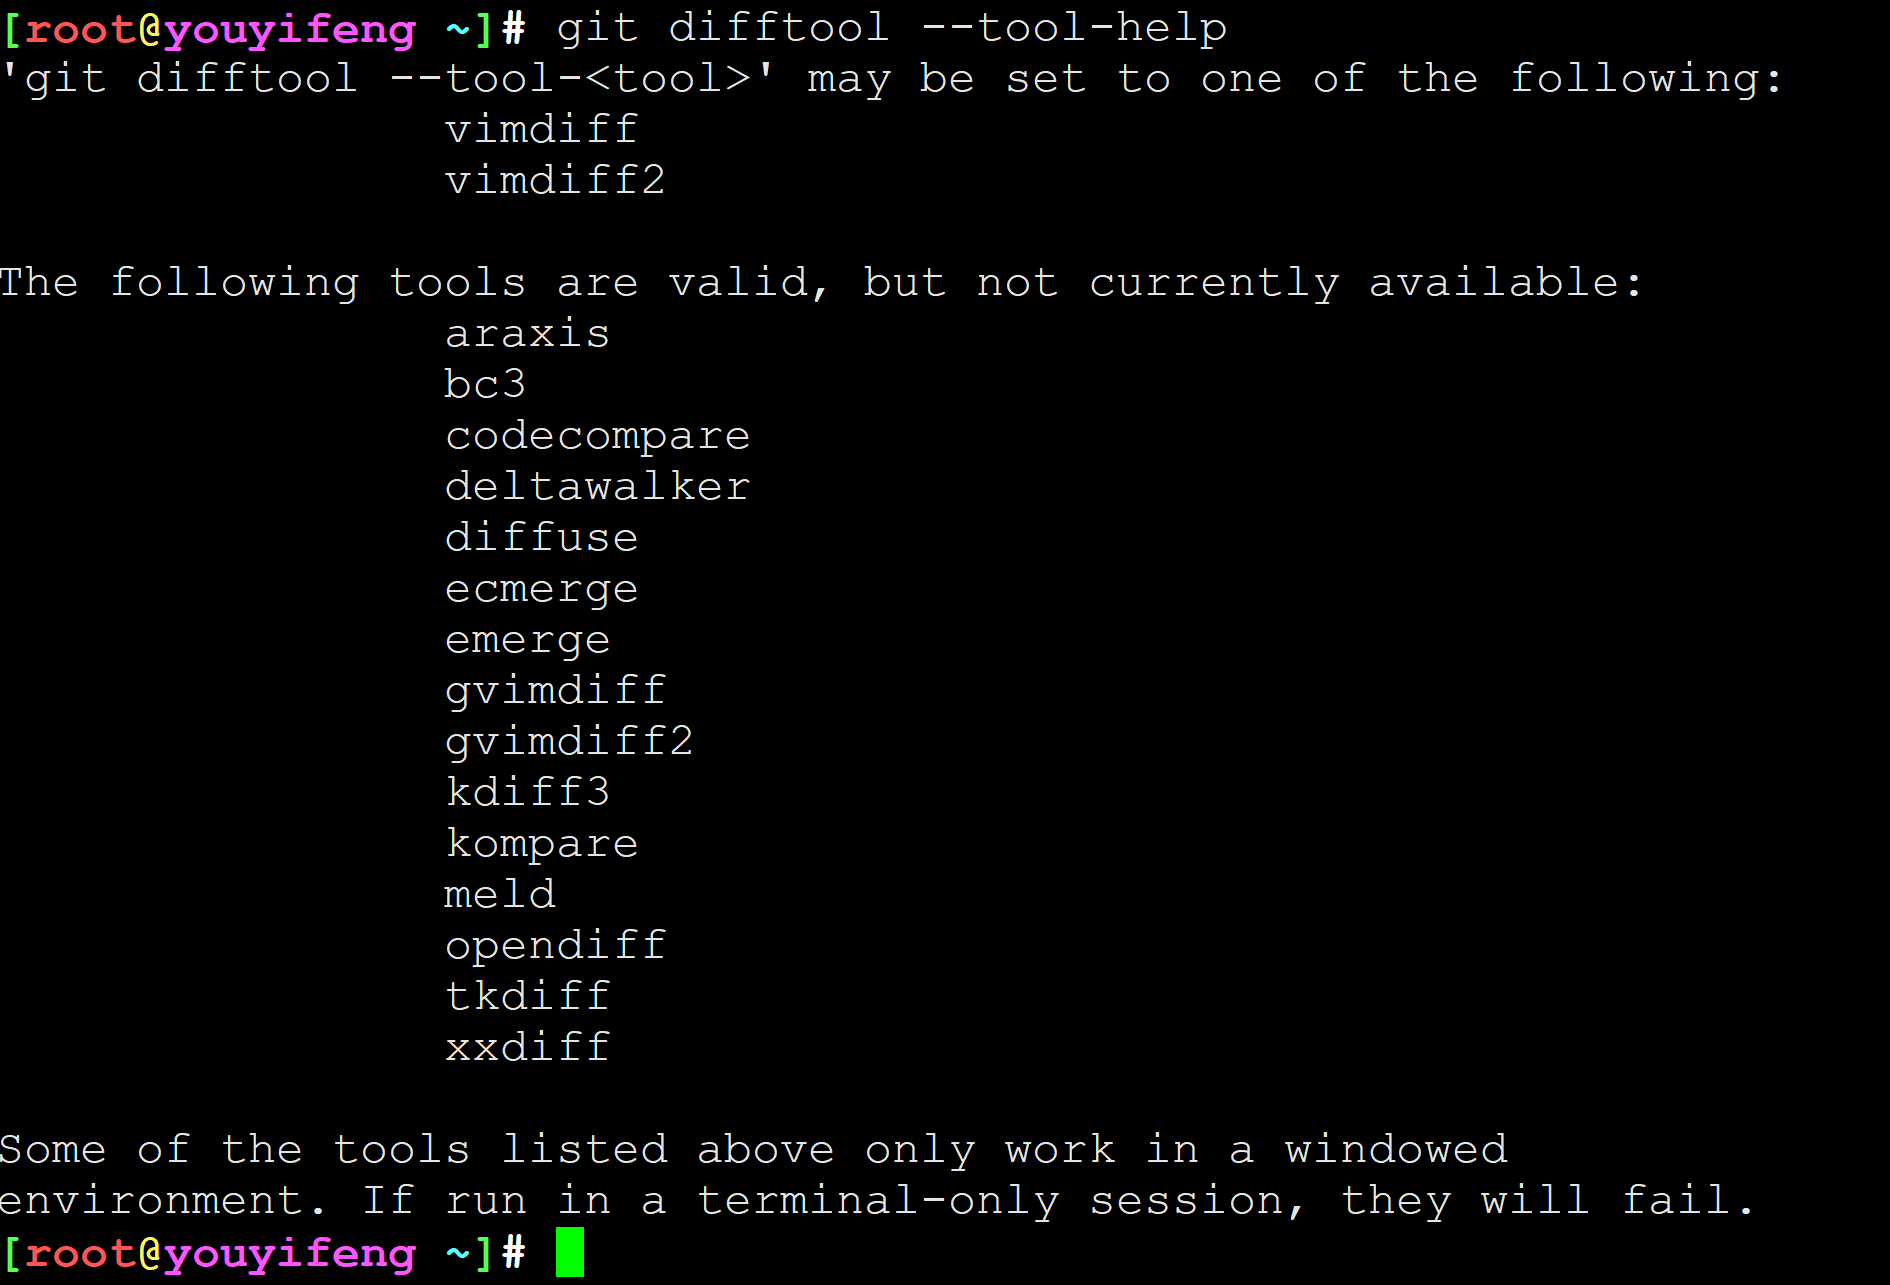 [root@youyifeng ~]# git difftool --tool-help
'git difftool --tool-<tool>' may be set to one of the following:
vimdiff
vimdiff2
The following tools are valid, but not currently available:
araxis
bc3
codecompare
deltawalker
diffuse
ecmerge
emerge
gvimdiff
gvimdiff2
kdiff3
kompare
meld
opendiff
tkdiff
xxdiff
Some of the tools listed above only work in a windowed
environment. If run in a terminal-only session, they will fail.
[root@youyifeng ~]#